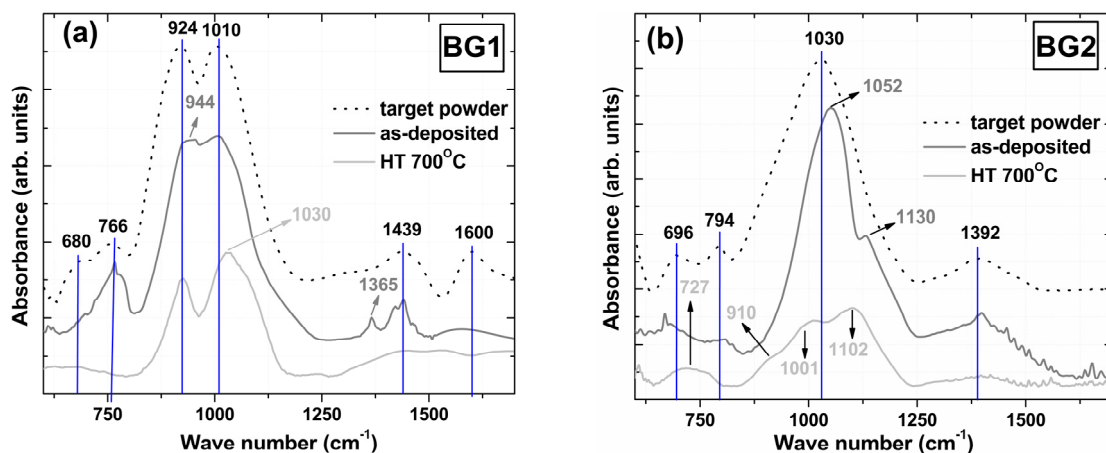 (a)
924 1010
BG1
944
target powder
as-deposited
HT 700°C
766
680
1030
1439
1600
1365
Absorbance (arb. units)
750 1000 1250 1500
Wave number (cm⁻¹)
(b)
1030
BG2
1052
target powder
as-deposited
HT 700°C
696
794
1130
1392
727
910
1001
1102
Absorbance (arb. units)
750 1000 1250 1500
Wave number (cm⁻¹)